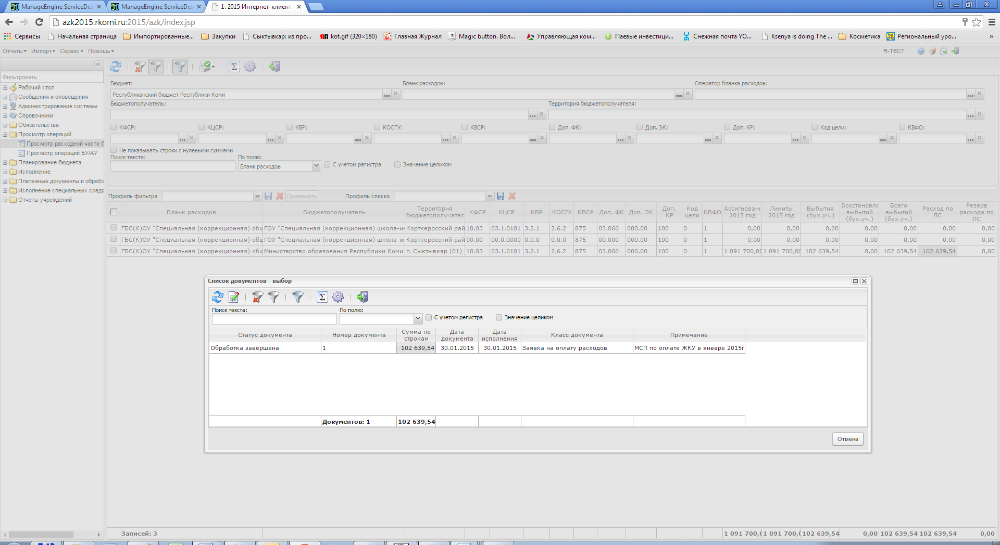 ManageEngine ServiceDes
ManageEngine ServiceDes
1. 2015 Интернет-клиент
azk2015.rkomi.ru:2015/azk/index.jsp
Сервисы
Начальная страница
Импортированные...
Закупки
Сыктывкар: из про...
kot.gif (320×180)
Главная Журнал
Magic button. Вол...
Управляющая ком...
Паевые инвестици...
Снежная почта YO...
Ksenya is doing The ...
Косметика
Региональный уро...
»
Отчеты Импорт Сервис Помощь
R-ТЕСТ
Фильтровать
Рабочий стол
Сообщения и оповещения
Администрирование системы
Справочники
Обязательства
Просмотр операций
Просмотр расходной части б
Просмотр операций БУ/АУ
Планирование бюджета
Исполнение
Платежные документы и обрабо
Исполнение специальных средс
Отчеты учреждений
Бюджет: Бланк расходов: Оператор бланка расходов:
Республиканский бюджет Республики Коми
Бюджетополучатель: Территория бюджетополучателя:
КФСР: КЦСР: КВР: КОСГУ: КВСР: Доп. ФК: Доп. ЭК: Доп. КР: Код цели: КВФО:
Не показывать строки с нулевыми суммами
Поиск текста: По полю:
Бланк расходов С учетом регистра Значение целиком
Профиль фильтра Применить Профиль списка
Бланк расходов Бюджетополучатель Территория бюджетополучател КФСР КЦСР КВР КОСГУ КВСР Доп. ФК Доп. ЭК Доп. КР Код цели КВФО Ассигновани 2015 год Лимиты 2015 год Выбытия (бух.уч.) Восстановле выбытий (бух.уч.) Всего выбытий (бух.уч.) Расход по ЛС Резерв расхода по ЛС
ГБС(К)ОУ "Специальная (коррекционная) общ ГОУ "Специальная (коррекционная) школа-ин Корткеросский рай 10.03 03.1.0101 3.2.1 2.6.2 875 03.066 000.00 100 0 1 0,00 0,00 0,00 0,00 0,00 0,00 0,00
ГБС(К)ОУ "Специальная (коррекционная) общ ГОУ "Специальная (коррекционная) школа-ин Корткеросский рай 00.00 00.0.0000 0.0.0 0.0.0 875 00.000 000.00 100 0 1 0,00 0,00 0,00 0,00 0,00 0,00 0,00
ГБС(К)ОУ "Специальная (коррекционная) общ Министерство образования Республики Коми г. Сыктывкар (01) 10.03 03.1.0101 3.2.1 2.6.2 875 03.066 000.00 100 0 1 1 091 700,00 1 091 700,00 102 639,54 0,00 102 639,54 102 639,54 0,00
Список документов - выбор
Поиск текста: По полю:
С учетом регистра Значение целиком
Статус документа Номер документа Сумма по строкам Дата документа Дата исполнения Класс документа Примечание
Обработка завершена 1 102 639,54 30.01.2015 30.01.2015 Заявка на оплату расходов МСП по оплате ЖКУ в январе 2015г
Документов: 1 102 639,54
Отмена
Записей: 3 1 091 700,( 1 091 700,( 102 639,54 0,00 102 639,54 102 639,54 0,00